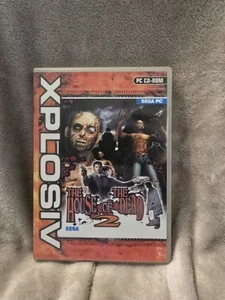 PC CD-ROM
XPLOSIV
SEGA PC
THE HOUSE OF THE DEAD
2
SEGA